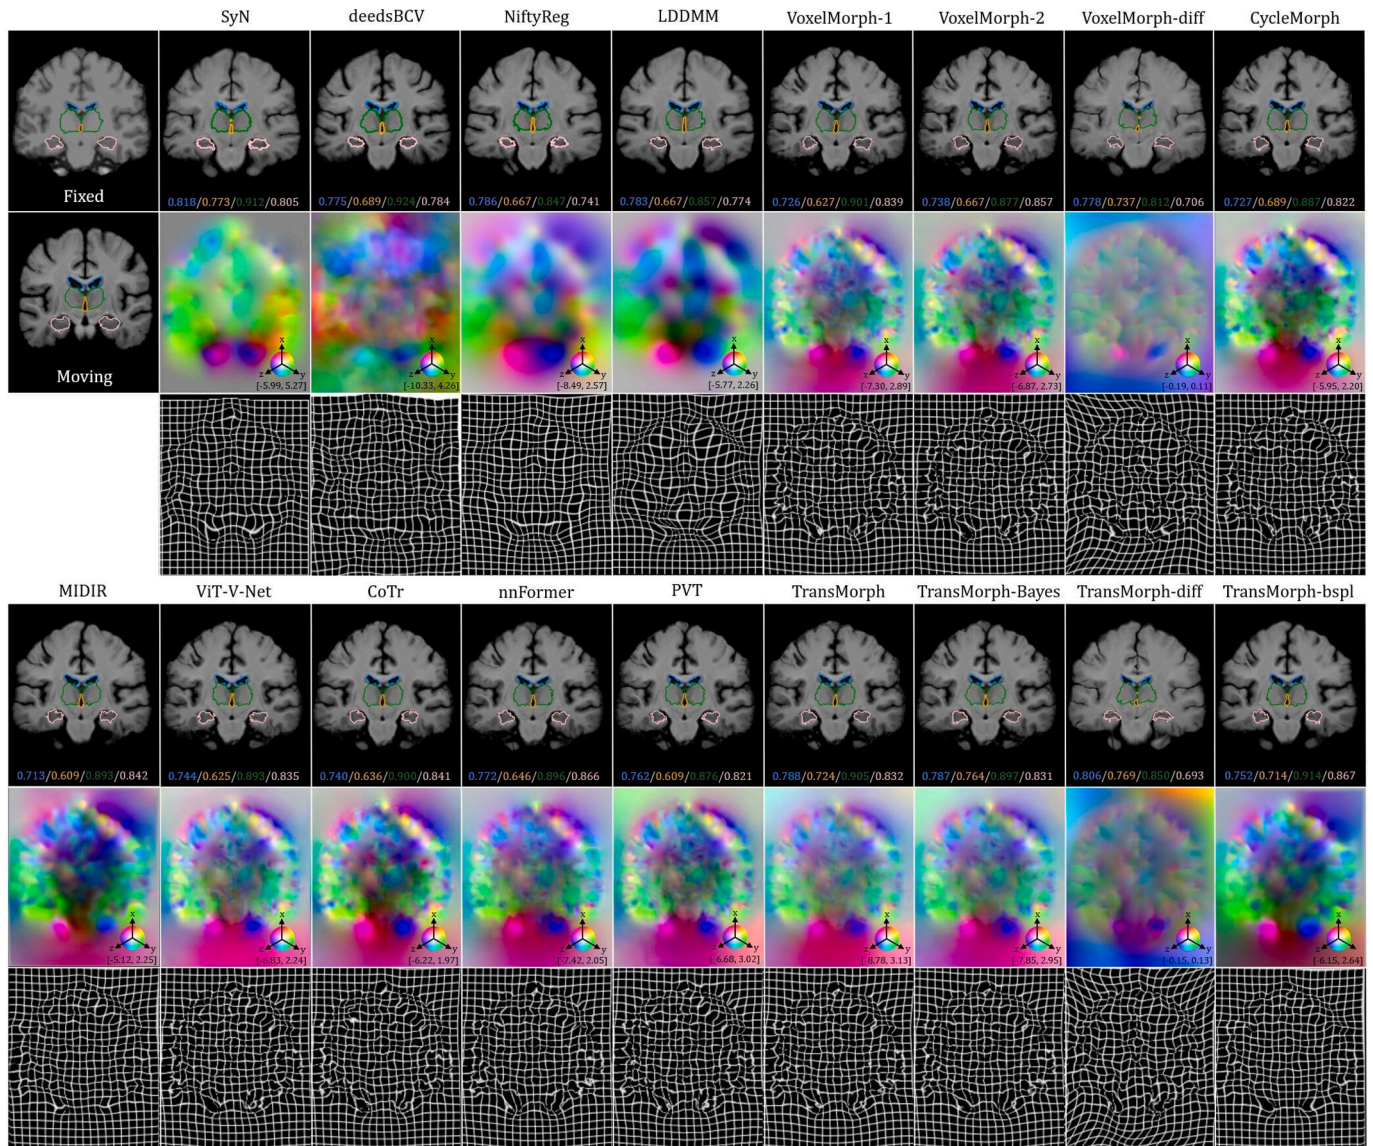 SyN deedsBCV NiftyReg LDDMM VoxelMorph-1 VoxelMorph-2 VoxelMorph-diff CycleMorph
Fixed
0.818/0.773/0.912/0.805 0.775/0.689/0.924/0.784 0.786/0.667/0.847/0.741 0.783/0.667/0.857/0.774 0.726/0.627/0.901/0.839 0.738/0.667/0.877/0.857 0.778/0.737/0.812/0.706 0.727/0.689/0.887/0.822
x x x x x x x x
z y z y z y z y z y z y z y z y
Moving
[-5.99, 5.27] [-10.33, 4.26] [-8.49, 2.57] [-5.77, 2.26] [-7.30, 2.89] [-6.87, 2.73] [-0.19, 0.11] [-5.95, 2.20]
MIDIR ViT-V-Net CoTr nnFormer PVT TransMorph TransMorph-Bayes TransMorph-diff TransMorph-bspl
0.713/0.609/0.893/0.842 0.744/0.625/0.893/0.835 0.740/0.636/0.900/0.841 0.772/0.646/0.896/0.866 0.762/0.609/0.876/0.821 0.788/0.724/0.905/0.832 0.787/0.764/0.897/0.831 0.806/0.769/0.850/0.693 0.752/0.714/0.914/0.867
x x x x x x x x x
z y z y z y z y z y z y z y z y z y
[-5.12, 2.25] [-6.83, 2.24] [-6.22, 1.97] [-7.42, 2.05] [-6.68, 3.02] [-8.78, 3.13] [-7.85, 2.95] [-0.15, 0.13] [-6.15, 2.64]